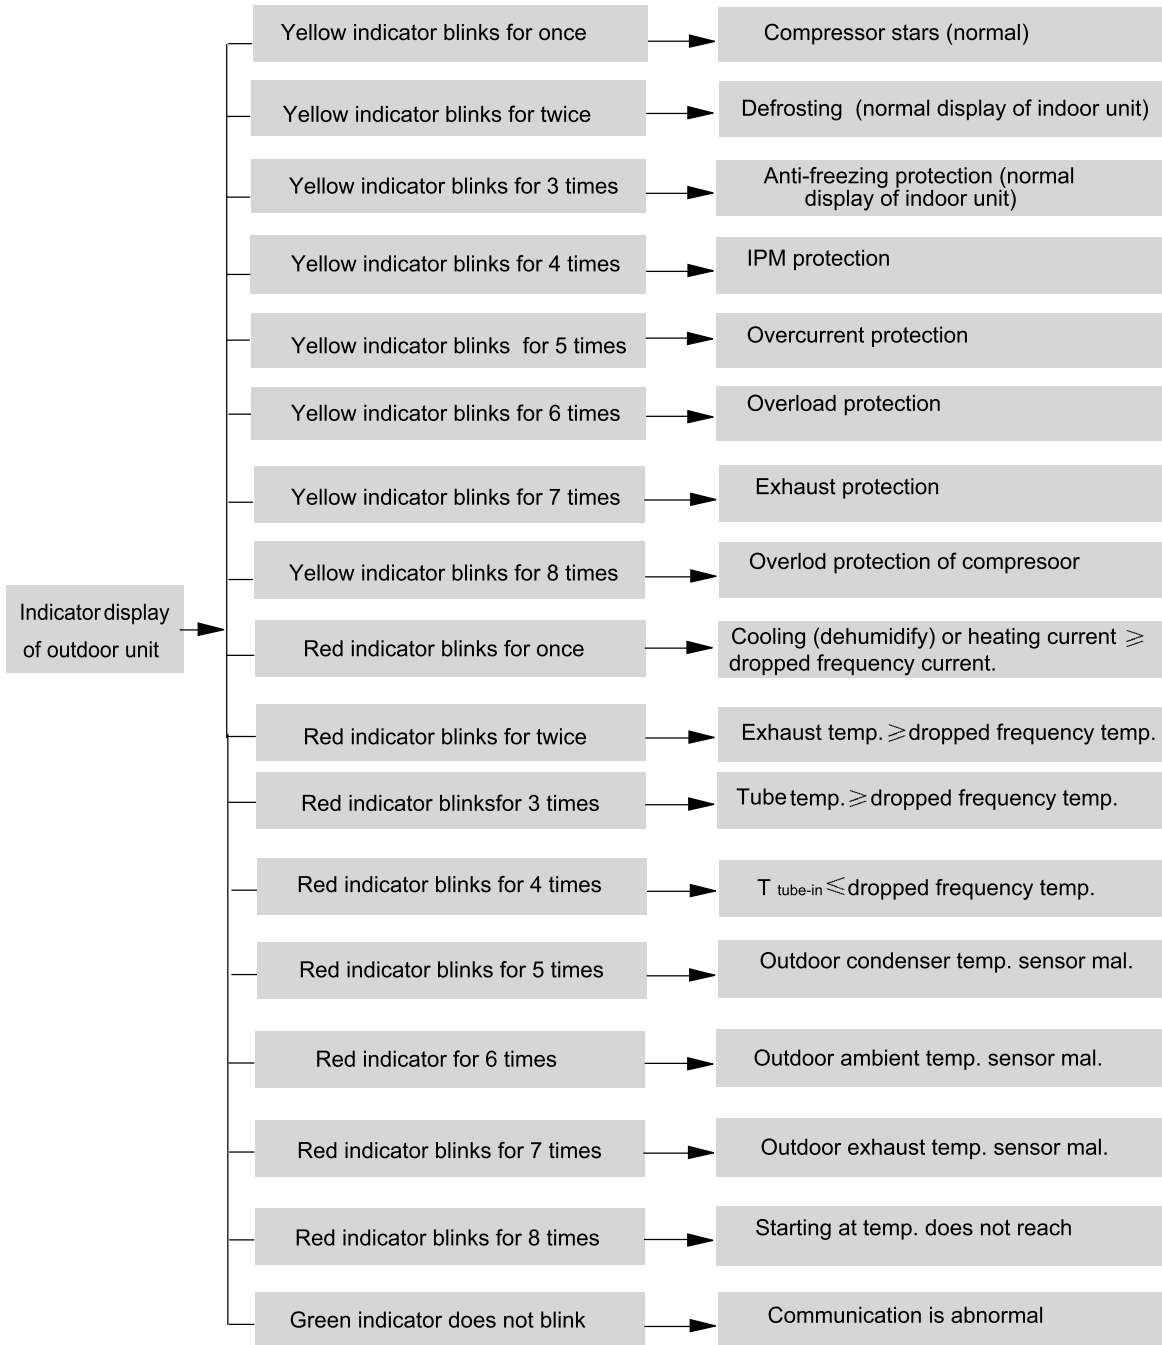 Yellow indicator blinks for once
Compressor stars (normal)
Yellow indicator blinks for twice
Defrosting (normal display of indoor unit)
Yellow indicator blinks for 3 times
Anti-freezing protection (normal
display of indoor unit)
Yellow indicator blinks for 4 times
IPM protection
Yellow indicator blinks for 5 times
Overcurrent protection
Yellow indicator blinks for 6 times
Overload protection
Yellow indicator blinks for 7 times
Exhaust protection
Yellow indicator blinks for 8 times
Overlod protection of compresoor
Indicator display
of outdoor unit
Red indicator blinks for once
Cooling (dehumidify) or heating current ⩾
dropped frequency current.
Red indicator blinks for twice
Exhaust temp. ⩾dropped frequency temp.
Red indicator blinksfor 3 times
Tube temp. ⩾ dropped frequency temp.
Red indicator blinks for 4 times
T tube-in ⩽dropped frequency temp.
Red indicator blinks for 5 times
Outdoor condenser temp. sensor mal.
Red indicator for 6 times
Outdoor ambient temp. sensor mal.
Red indicator blinks for 7 times
Outdoor exhaust temp. sensor mal.
Red indicator blinks for 8 times
Starting at temp. does not reach
Green indicator does not blink
Communication is abnormal